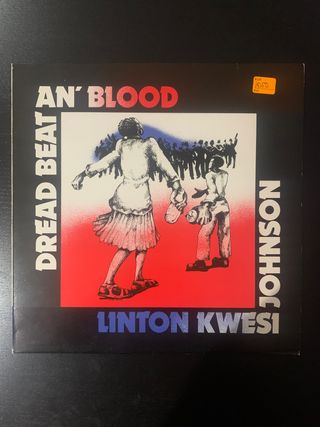 DREAD BEAT
AN' BLOOD
LINTON KWESI
JOHNSON